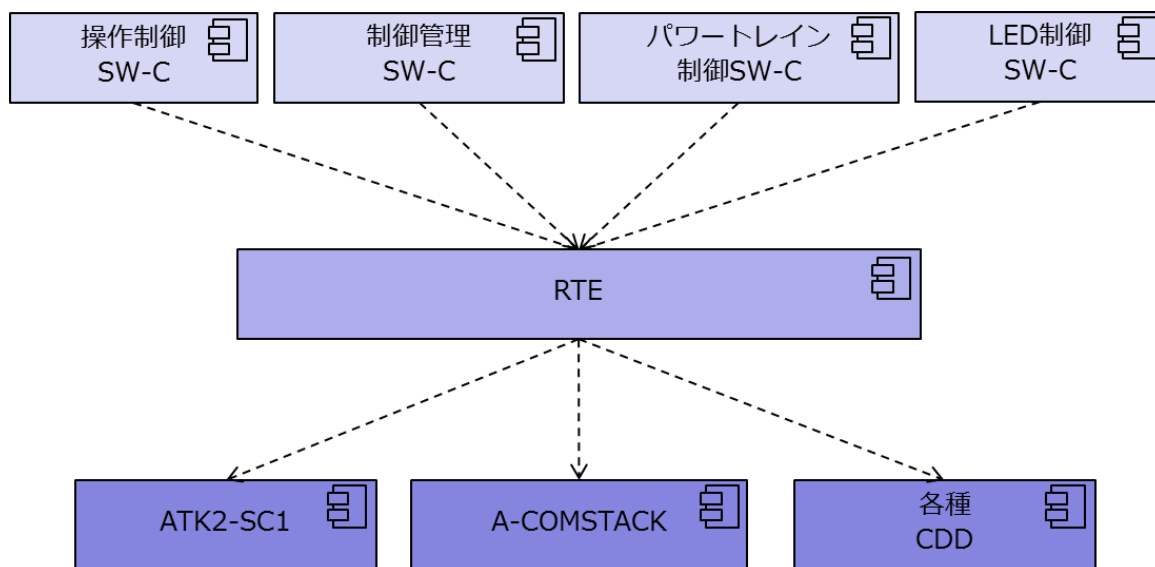 操作制御
SW-C
制御管理
SW-C
パワートレイン
制御SW-C
LED制御
SW-C
RTE
ATK2-SC1
A-COMSTACK
各種
CDD